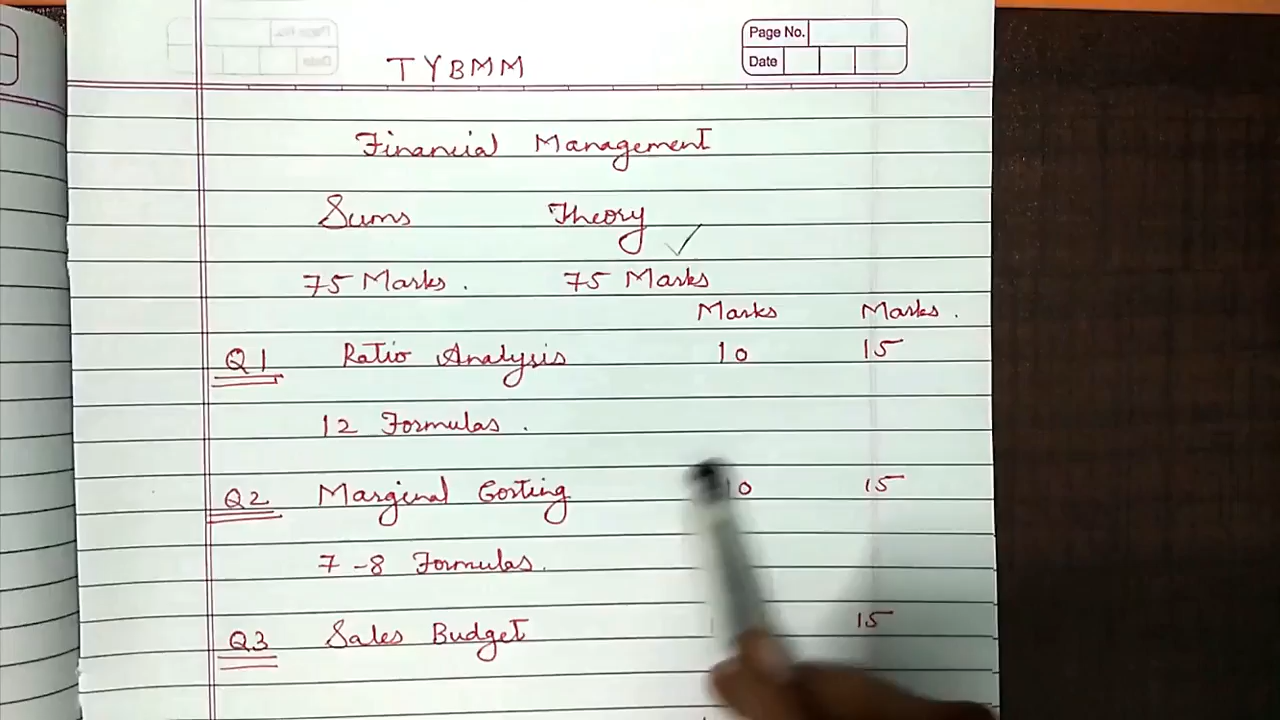 Page No.
Date
TYBMM
Financial Management
Sums Theory ✓
75 Marks. 75 Marks
Marks Marks.
Q1 Ratio Analysis 10 15
12 Formulas.
Q2 Marginal Costing 10 15
7-8 Formulas.
Q3 Sales Budget 15